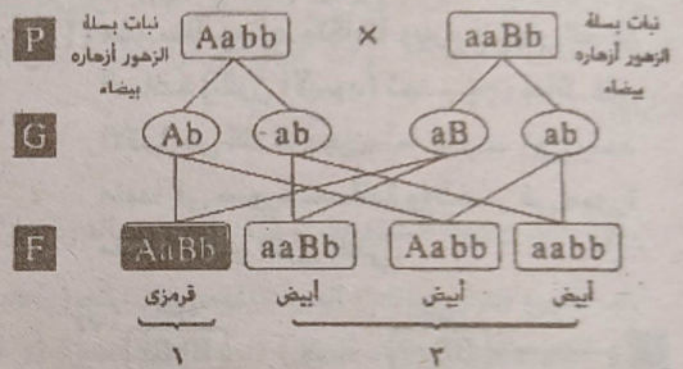 P
نبات بسلة
الزهور أزهاره
بيضاء
Aabb × aaBb
نبات بسلة
الزهور أزهاره
بيضاء
G
Ab ab aB ab
F
AaBb aaBb Aabb aabb
قرمزى أبيض أبيض أبيض
١ ٣